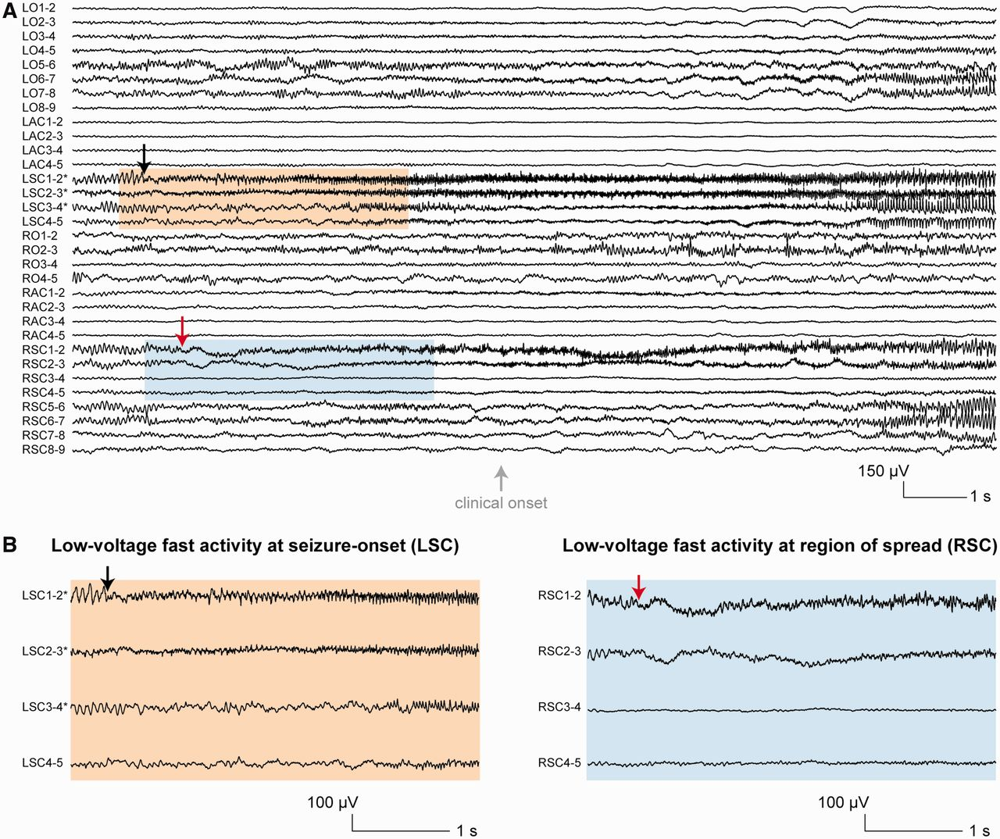 A
LO1-2
LO2-3
LO3-4
LO4-5
LO5-6
LO6-7
LO7-8
LO8-9
LAC1-2
LAC2-3
LAC3-4
LAC4-5
LSC1-2*
LSC2-3*
LSC3-4*
LSC4-5
RO1-2
RO2-3
RO3-4
RO4-5
RAC1-2
RAC2-3
RAC3-4
RAC4-5
RSC1-2
RSC2-3
RSC3-4
RSC4-5
RSC5-6
RSC6-7
RSC7-8
RSC8-9
clinical onset
150 µV
1 s
B
Low-voltage fast activity at seizure-onset (LSC)
LSC1-2*
LSC2-3*
LSC3-4*
LSC4-5
100 µV
1 s
Low-voltage fast activity at region of spread (RSC)
RSC1-2
RSC2-3
RSC3-4
RSC4-5
100 µV
1 s